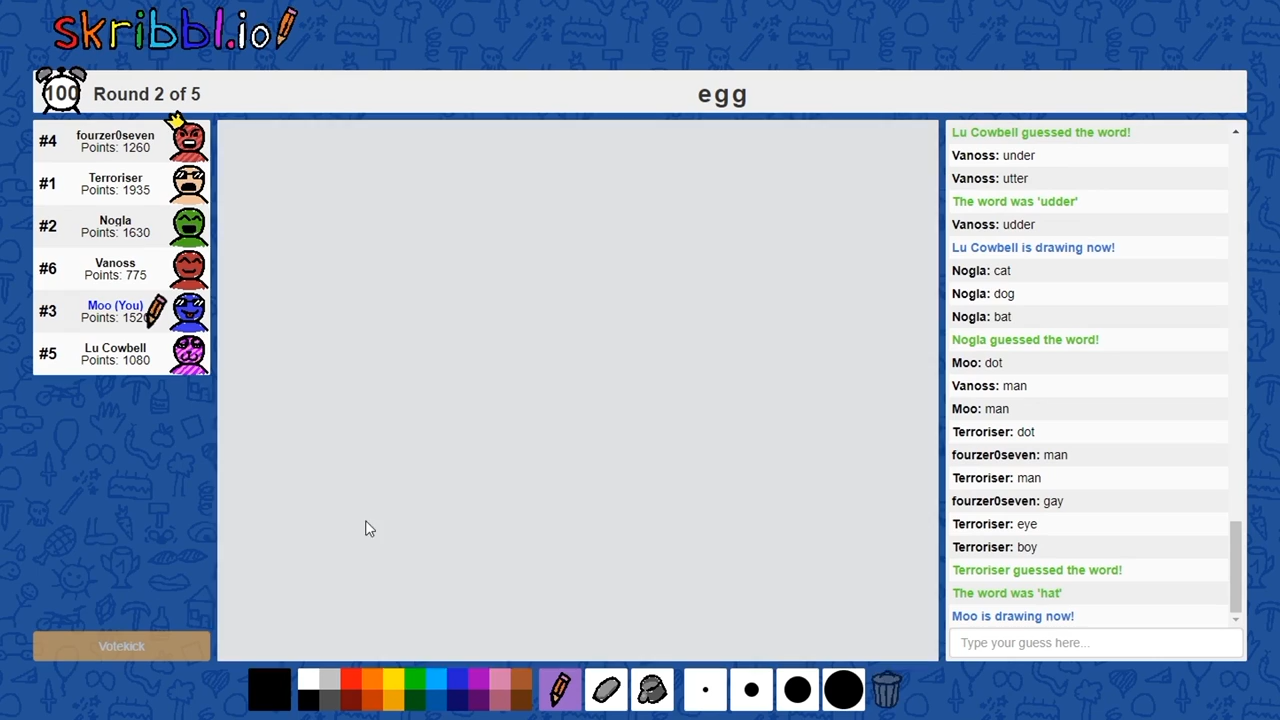 skribbl.io
100
Round 2 of 5
egg
#4
fourzer0seven
Points: 1260
#1
Terroriser
Points: 1935
#2
Nogla
Points: 1630
#6
Vanoss
Points: 775
#3
Moo (You)
Points: 1520
#5
Lu Cowbell
Points: 1080
Votekick
Lu Cowbell guessed the word!
Vanoss: under
Vanoss: utter
The word was 'udder'
Vanoss: udder
Lu Cowbell is drawing now!
Nogla: cat
Nogla: dog
Nogla: bat
Nogla guessed the word!
Moo: dot
Vanoss: man
Moo: man
Terroriser: dot
fourzer0seven: man
Terroriser: man
fourzer0seven: gay
Terroriser: eye
Terroriser: boy
Terroriser guessed the word!
The word was 'hat'
Moo is drawing now!
Type your guess here...